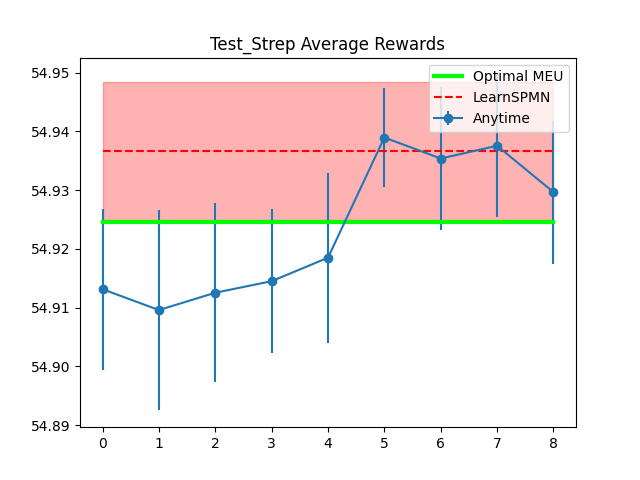 Test_Strep Average Rewards
54.95
54.94
54.93
54.92
54.91
54.90
54.89
Optimal MEU
LearnSPMN
Anytime
0 1 2 3 4 5 6 7 8